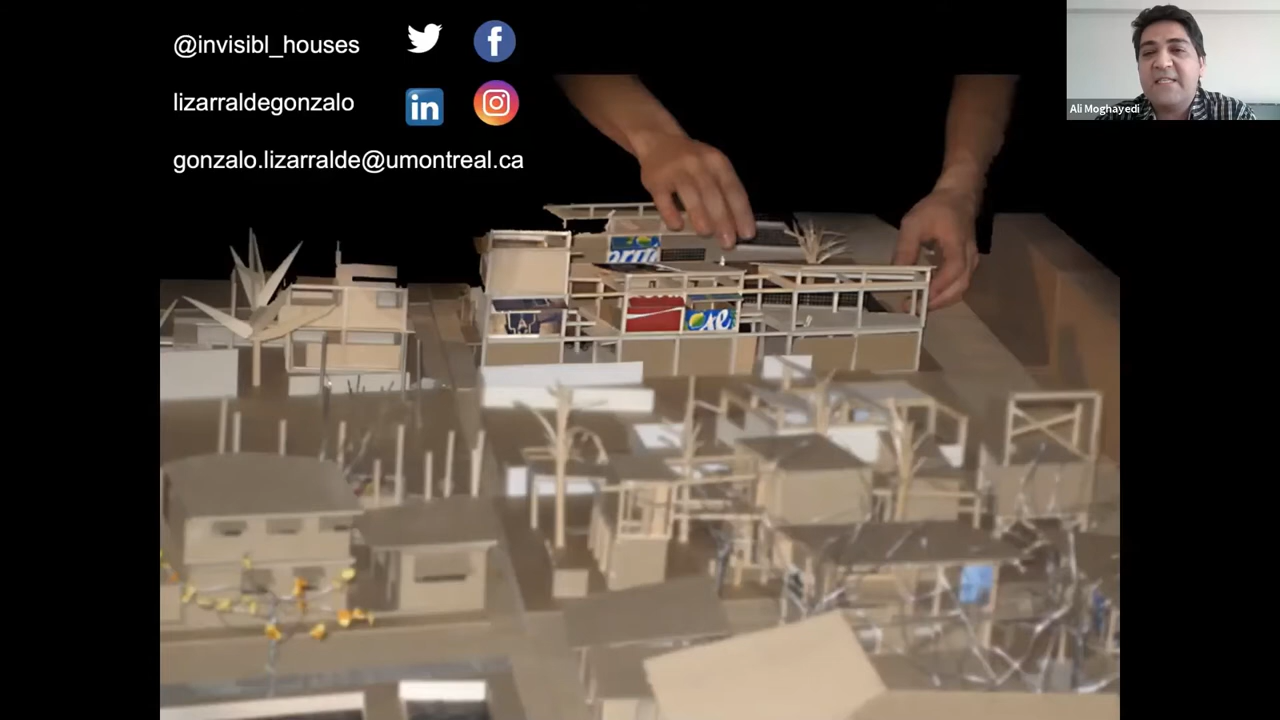 @invisibl_houses
lizarraldegonzalo
gonzalo.lizarralde@umontreal.ca
Ali Moghayedi